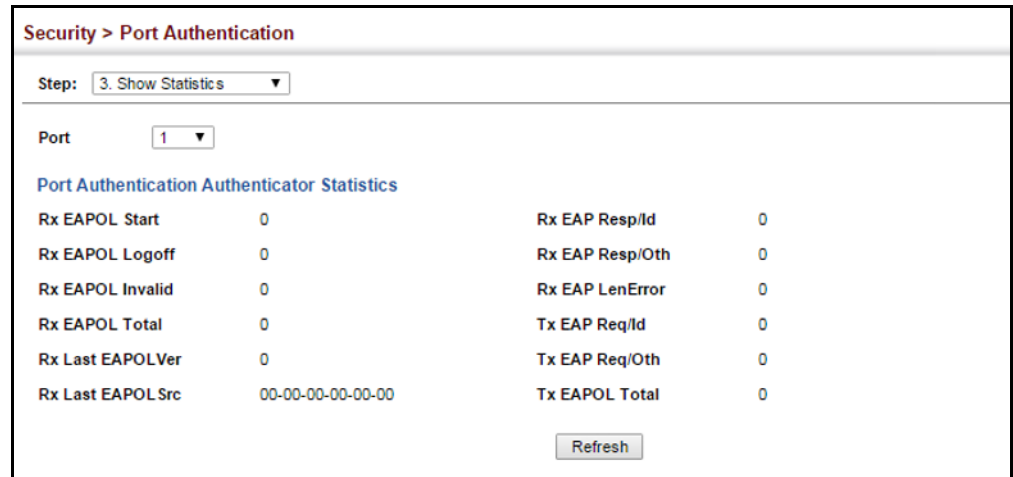 Security > Port Authentication
Step: 3. Show Statistics
Port 1
Port Authentication Authenticator Statistics
Rx EAPOL Start 0 Rx EAP Resp/Id 0
Rx EAPOL Logoff 0 Rx EAP Resp/Oth 0
Rx EAPOL Invalid 0 Rx EAP LenError 0
Rx EAPOL Total 0 Tx EAP Req/Id 0
Rx Last EAPOLVer 0 Tx EAP Req/Oth 0
Rx Last EAPOLSrc 00-00-00-00-00-00 Tx EAPOL Total 0
Refresh